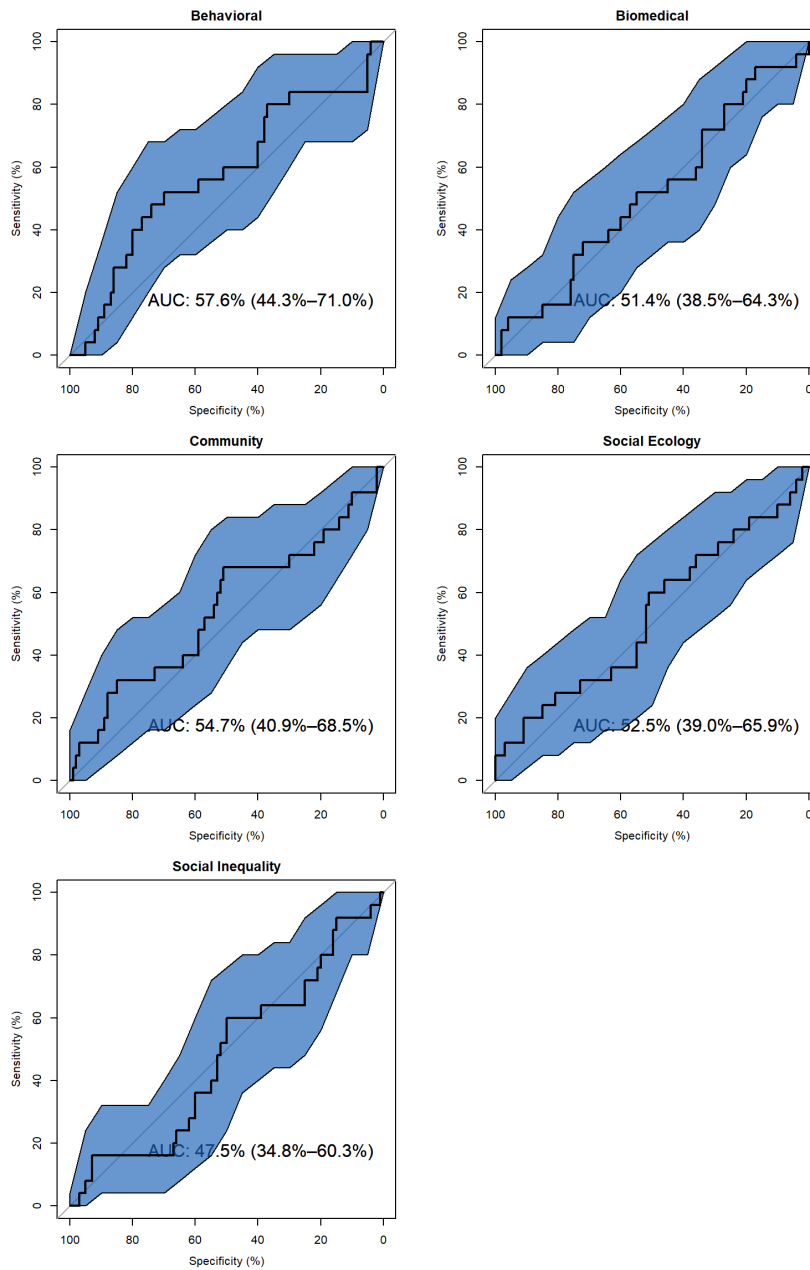 Behavioral
100
80
60
40
20
0
Sensitivity (%)
AUC: 57.6% (44.3%–71.0%)
100 80 60 40 20 0
Specificity (%)
Biomedical
100
80
60
40
20
0
Sensitivity (%)
AUC: 51.4% (38.5%–64.3%)
100 80 60 40 20 0
Specificity (%)
Community
100
80
60
40
20
0
Sensitivity (%)
AUC: 54.7% (40.9%–68.5%)
100 80 60 40 20 0
Specificity (%)
Social Ecology
100
80
60
40
20
0
Sensitivity (%)
AUC: 52.5% (39.0%–65.9%)
100 80 60 40 20 0
Specificity (%)
Social Inequality
100
80
60
40
20
0
Sensitivity (%)
AUC: 47.5% (34.8%–60.3%)
100 80 60 40 20 0
Specificity (%)